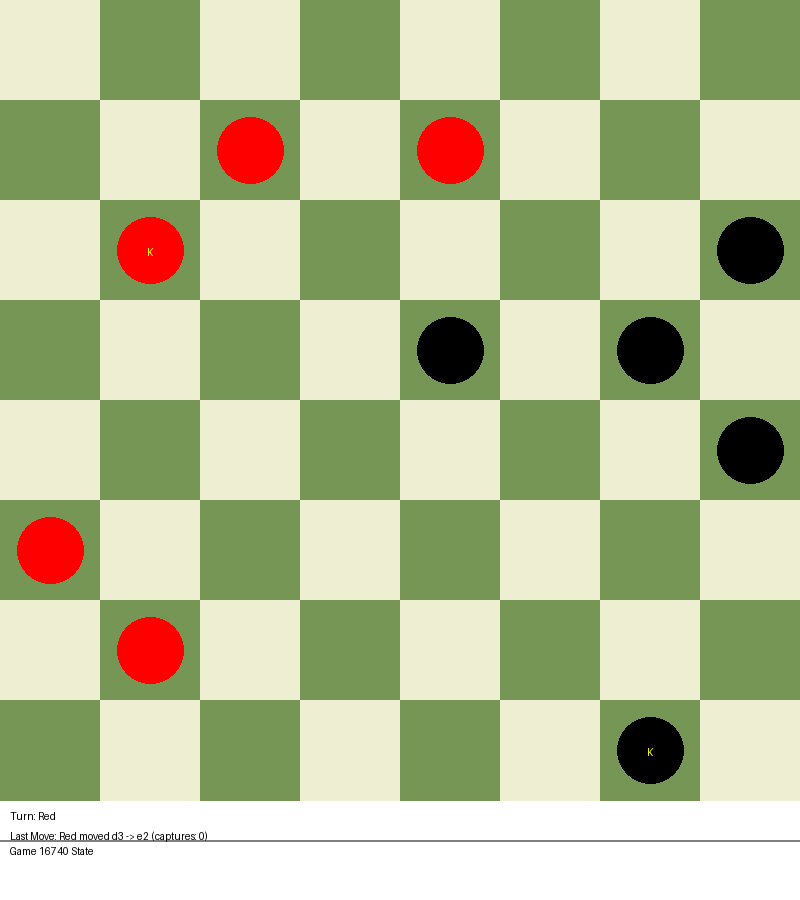 K
K
Turn: Red
Last Move: Red moved d3 -> e2 (captures: 0)
Game 16740 State